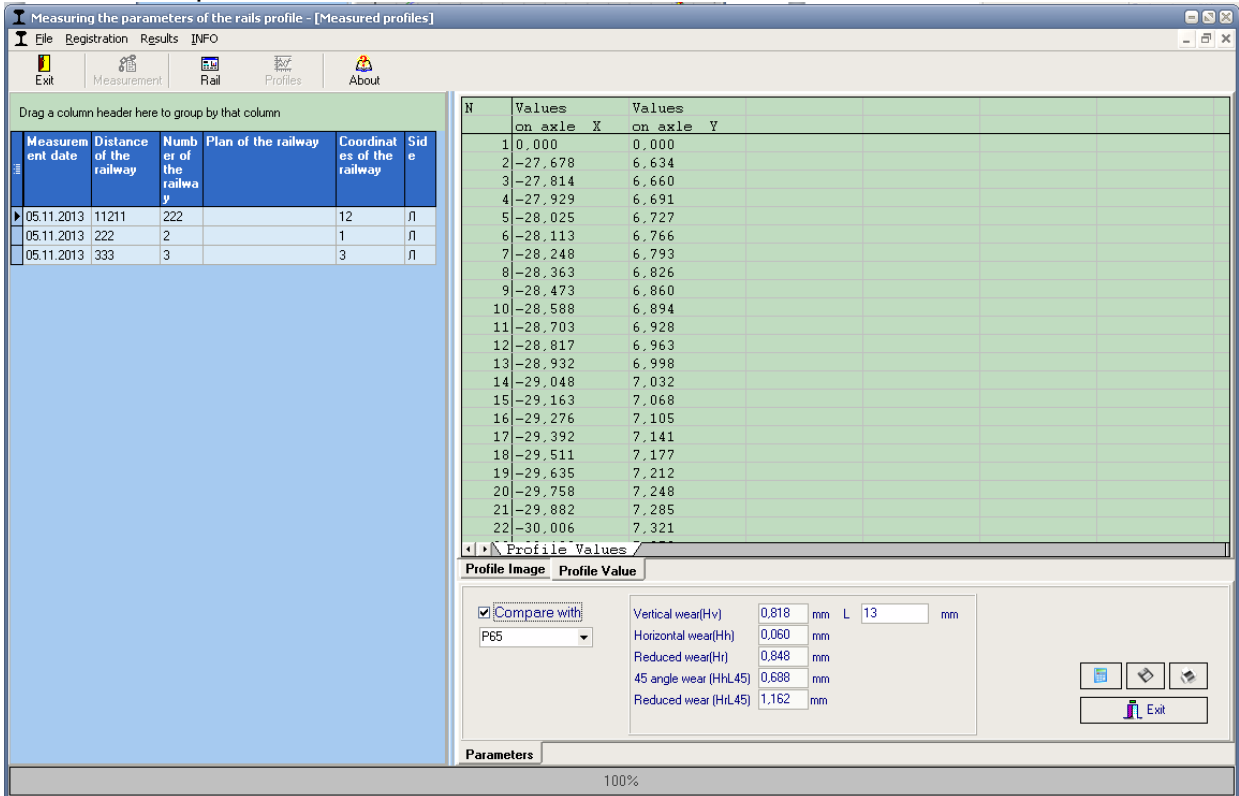 Measuring the parameters of the rails profile - [Measured profiles]
File Registration Results INFO
Exit Measurement Rail Profiles About
Drag a column header here to group by that column
Measurem Distance Numb Plan of the railway Coordinat Sid
ent date of the er of es of the e
railway the railway
railwa
y
05.11.2013 11211 222 12 Л
05.11.2013 222 2 1 Л
05.11.2013 333 3 3 Л
N Values Values
on axle X on axle Y
1 0,000 0,000
2 -27,678 6,634
3 -27,814 6,660
4 -27,929 6,691
5 -28,025 6,727
6 -28,113 6,766
7 -28,248 6,793
8 -28,363 6,826
9 -28,473 6,860
10 -28,588 6,894
11 -28,703 6,928
12 -28,817 6,963
13 -28,932 6,998
14 -29,048 7,032
15 -29,163 7,068
16 -29,276 7,105
17 -29,392 7,141
18 -29,511 7,177
19 -29,635 7,212
20 -29,758 7,248
21 -29,882 7,285
22 -30,006 7,321
Profile Values
Profile Image Profile Value
Compare with
P65
Vertical wear(Hv) 0,818 mm L 13 mm
Horizontal wear(Hh) 0,060 mm
Reduced wear(Hr) 0,848 mm
45 angle wear (HhL45) 0,688 mm
Reduced wear (HrL45) 1,162 mm
Exit
Parameters
100%